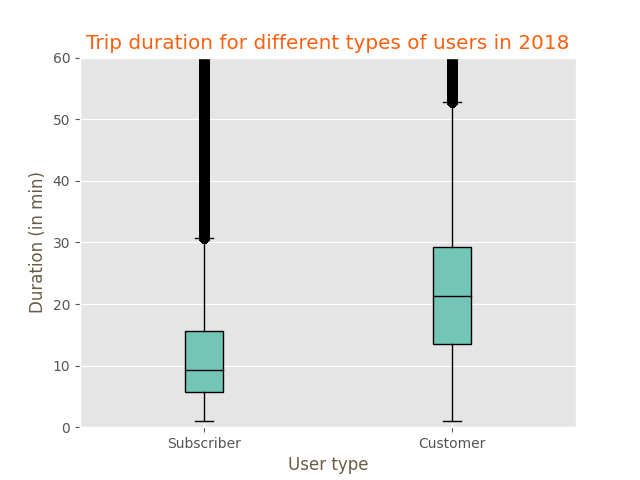 Trip duration for different types of users in 2018
60
50
40
30
20
10
0
Duration (in min)
Subscriber
Customer
User type